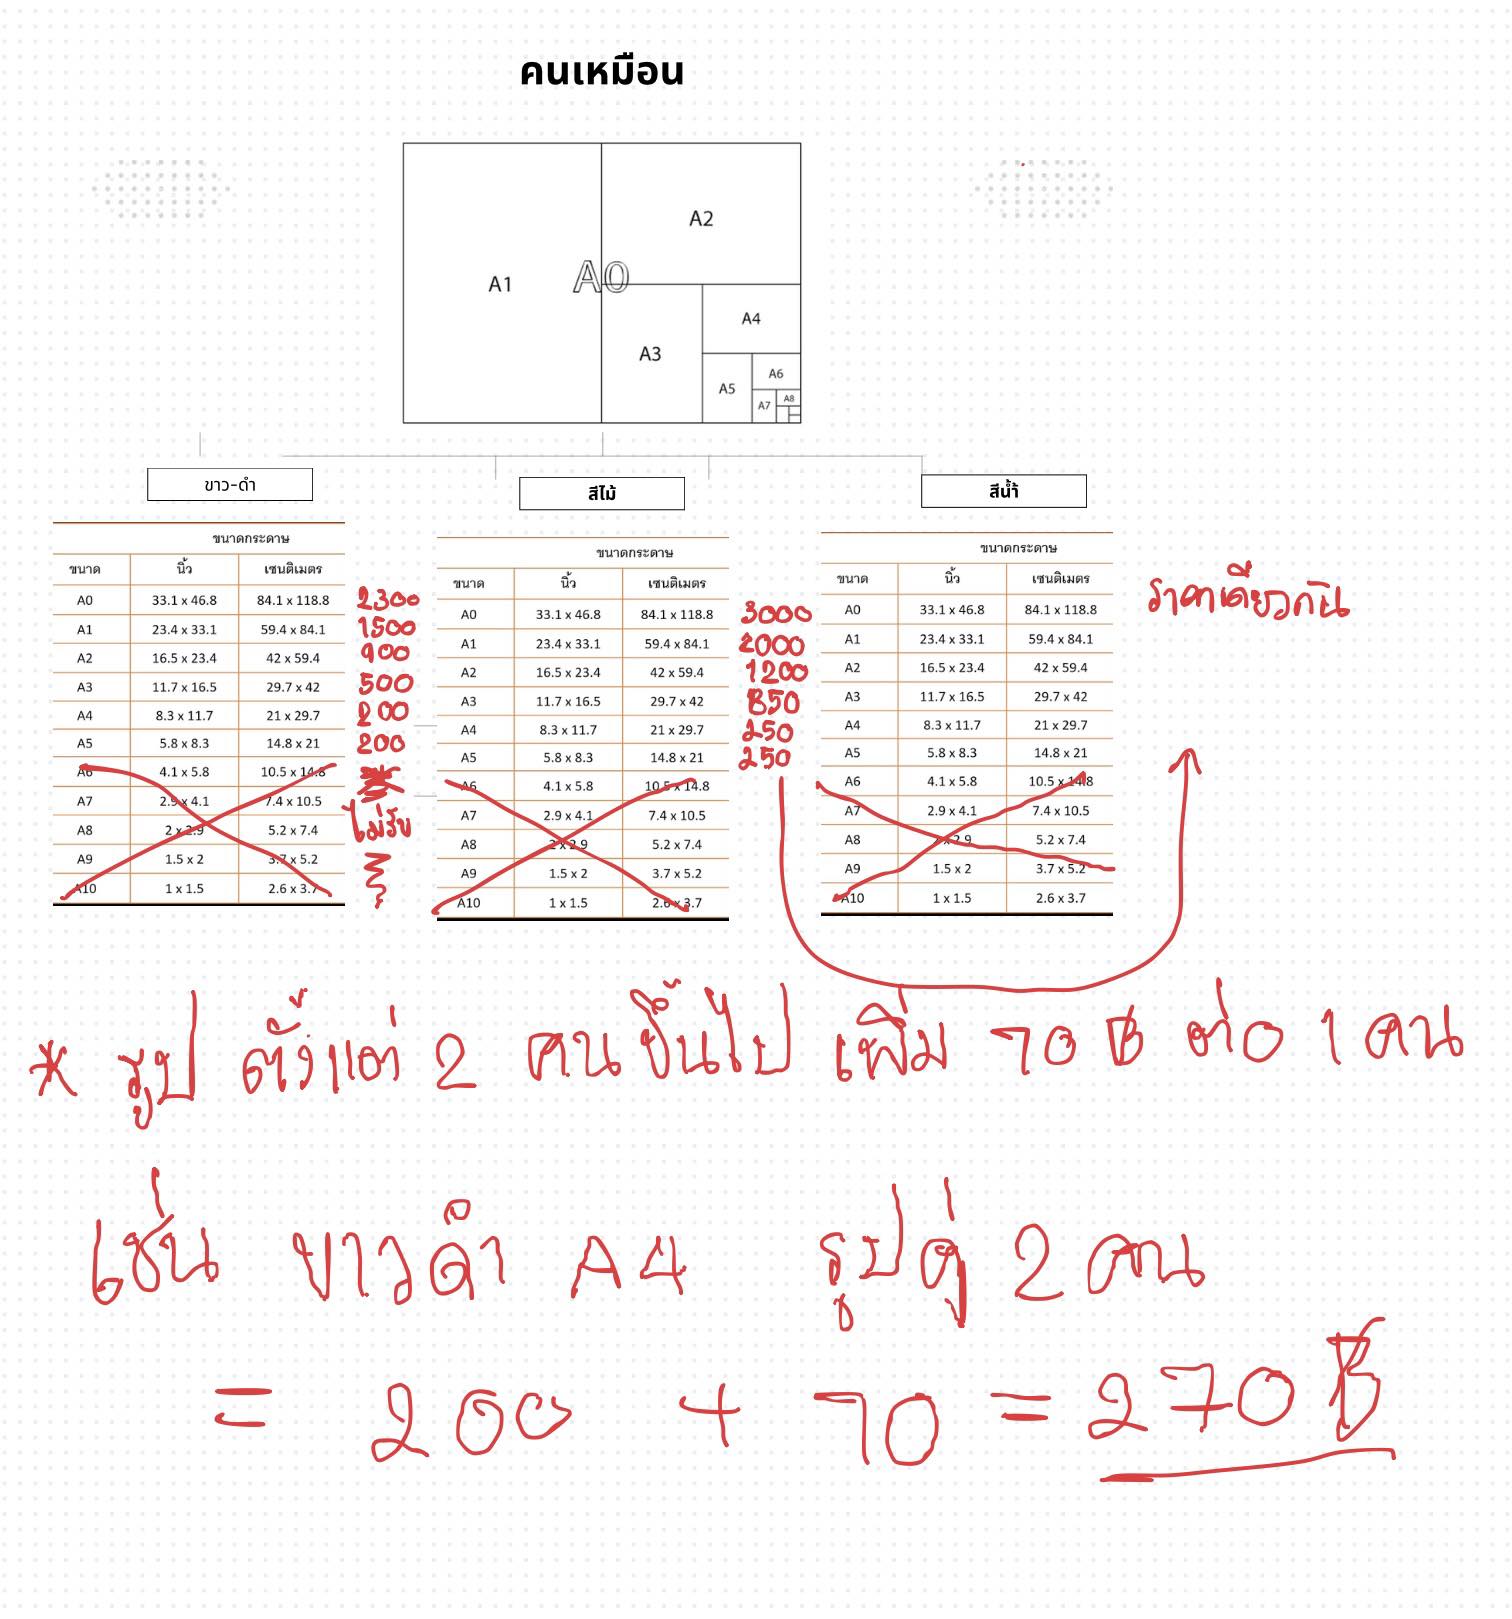 คนเหมือน
A1
A0
A2
A3
A4
A5
A6
A7
A8
ขาว-ดำ
ขนาดกระดาษ
ขนาด นิ้ว เซนติเมตร
A0 33.1 x 46.8 84.1 x 118.8 2300
A1 23.4 x 33.1 59.4 x 84.1 1500
A2 16.5 x 23.4 42 x 59.4 900
A3 11.7 x 16.5 29.7 x 42 500
A4 8.3 x 11.7 21 x 29.7 200
A5 5.8 x 8.3 14.8 x 21 200
A6 4.1 x 5.8 10.5 x 14.8
A7 2.9 x 4.1 7.4 x 10.5
A8 2 x 2.9 5.2 x 7.4 ไม่รับ
A9 1.5 x 2 3.7 x 5.2
A10 1 x 1.5 2.6 x 3.7
สีไม้
ขนาดกระดาษ
ขนาด นิ้ว เซนติเมตร
A0 33.1 x 46.8 84.1 x 118.8 3000
A1 23.4 x 33.1 59.4 x 84.1 2000
A2 16.5 x 23.4 42 x 59.4 1200
A3 11.7 x 16.5 29.7 x 42 850
A4 8.3 x 11.7 21 x 29.7 250
A5 5.8 x 8.3 14.8 x 21 250
A6 4.1 x 5.8 10.5 x 14.8
A7 2.9 x 4.1 7.4 x 10.5
A8 2 x 2.9 5.2 x 7.4
A9 1.5 x 2 3.7 x 5.2
A10 1 x 1.5 2.6 x 3.7
สีน้ำ
ขนาดกระดาษ
ขนาด นิ้ว เซนติเมตร
A0 33.1 x 46.8 84.1 x 118.8 ราคาเดียวกัน
A1 23.4 x 33.1 59.4 x 84.1
A2 16.5 x 23.4 42 x 59.4
A3 11.7 x 16.5 29.7 x 42
A4 8.3 x 11.7 21 x 29.7
A5 5.8 x 8.3 14.8 x 21
A6 4.1 x 5.8 10.5 x 14.8
A7 2.9 x 4.1 7.4 x 10.5
A8 2 x 2.9 5.2 x 7.4
A9 1.5 x 2 3.7 x 5.2
A10 1 x 1.5 2.6 x 3.7
* รูป ตั้งแต่ 2 คนขึ้นไป เพิ่ม 70 ฿ ต่อ 1 คน
เช่น ขาวดำ A4 รูปคู่ 2 คน
= 200 + 70 = 270 ฿